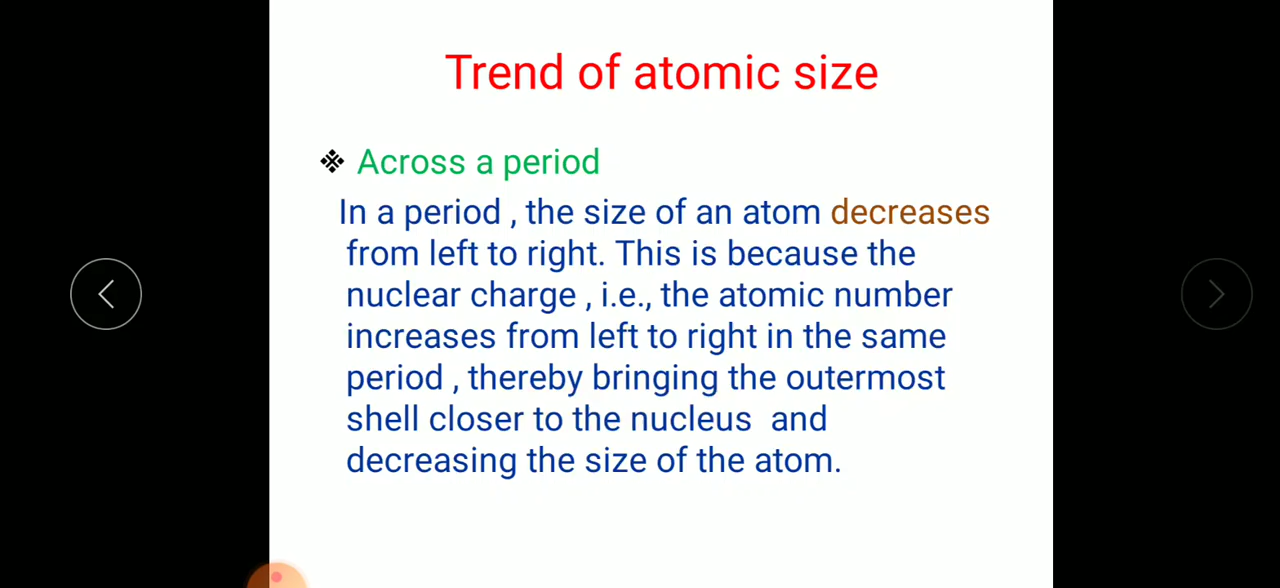 Trend of atomic size
❖ Across a period
In a period , the size of an atom decreases
from left to right. This is because the
nuclear charge , i.e., the atomic number
increases from left to right in the same
period , thereby bringing the outermost
shell closer to the nucleus and
decreasing the size of the atom.